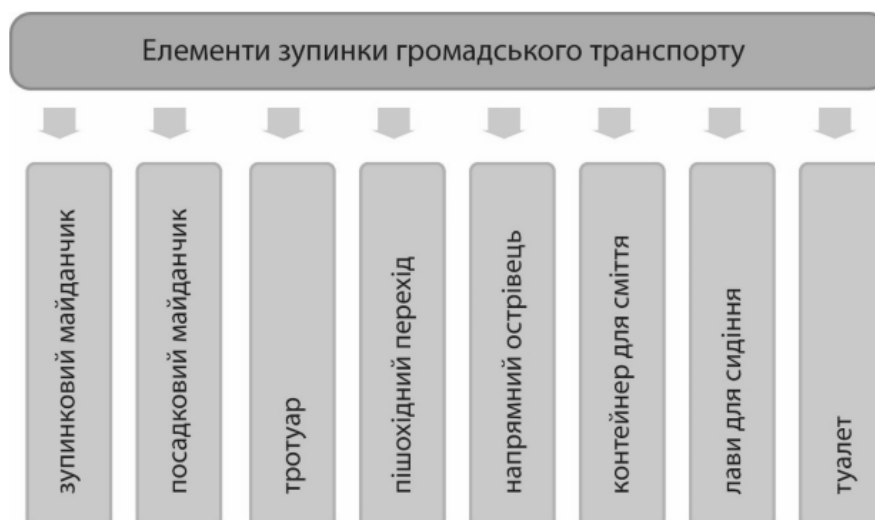 Елементи зупинки громадського транспорту
зупинковий майданчик
посадковий майданчик
тротуар
пішохідний перехід
напрямний острівець
контейнер для сміття
лави для сидіння
туалет